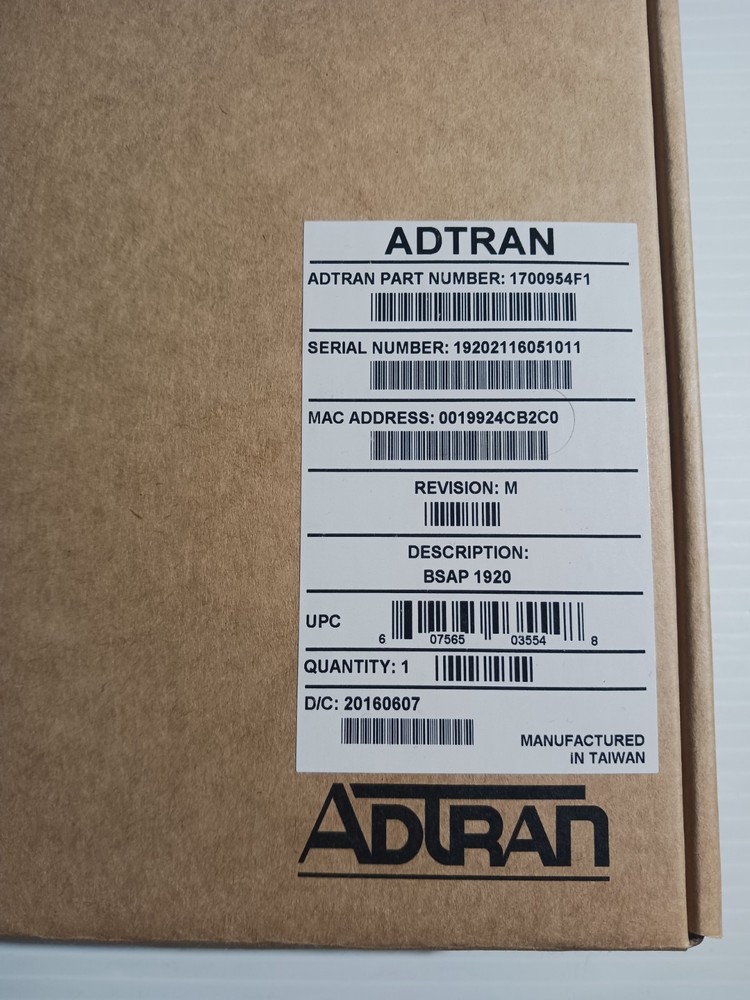 ADTRAN
ADTRAN PART NUMBER: 1700954F1
SERIAL NUMBER: 19202116051011
MAC ADDRESS: 0019924CB2C0
REVISION: M
DESCRIPTION:
BSAP 1920
UPC
6 07565 03554 8
QUANTITY: 1
D/C: 20160607
MANUFACTURED
IN TAIWAN
ADTRAN